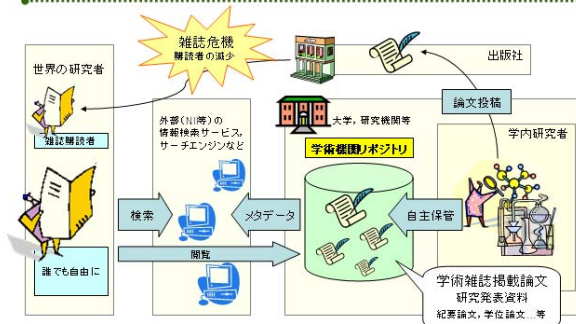 雑誌危機
購読者の減少
出版社
世界の研究者
論文投稿
外部(NII等)の
情報検索サービス,
サーチエンジンなど
大学, 研究機関等
学内研究者
雑誌購読者
学術機関リポジトリ
検索
メタデータ
自主保管
閲覧
誰でも自由に
学術雑誌掲載論文
研究発表資料
紀要論文, 学位論文…等